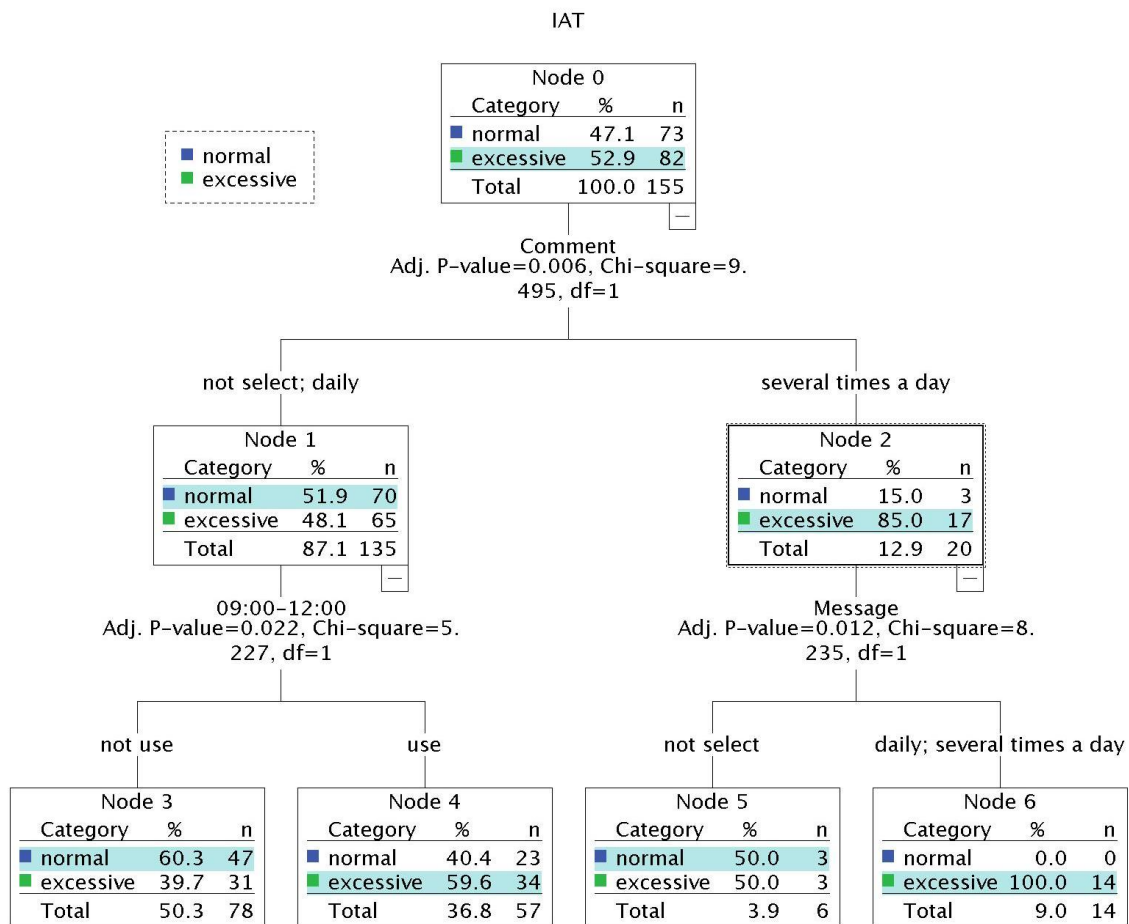 IAT
Node 0
Category % n
normal 47.1 73
excessive 52.9 82
Total 100.0 155
normal
excessive
Comment
Adj. P-value=0.006, Chi-square=9.
495, df=1
not select; daily
several times a day
Node 1
Category % n
normal 51.9 70
excessive 48.1 65
Total 87.1 135
Node 2
Category % n
normal 15.0 3
excessive 85.0 17
Total 12.9 20
09:00-12:00
Adj. P-value=0.022, Chi-square=5.
227, df=1
Message
Adj. P-value=0.012, Chi-square=8.
235, df=1
not use
use
not select
daily; several times a day
Node 3
Category % n
normal 60.3 47
excessive 39.7 31
Total 50.3 78
Node 4
Category % n
normal 40.4 23
excessive 59.6 34
Total 36.8 57
Node 5
Category % n
normal 50.0 3
excessive 50.0 3
Total 3.9 6
Node 6
Category % n
normal 0.0 0
excessive 100.0 14
Total 9.0 14